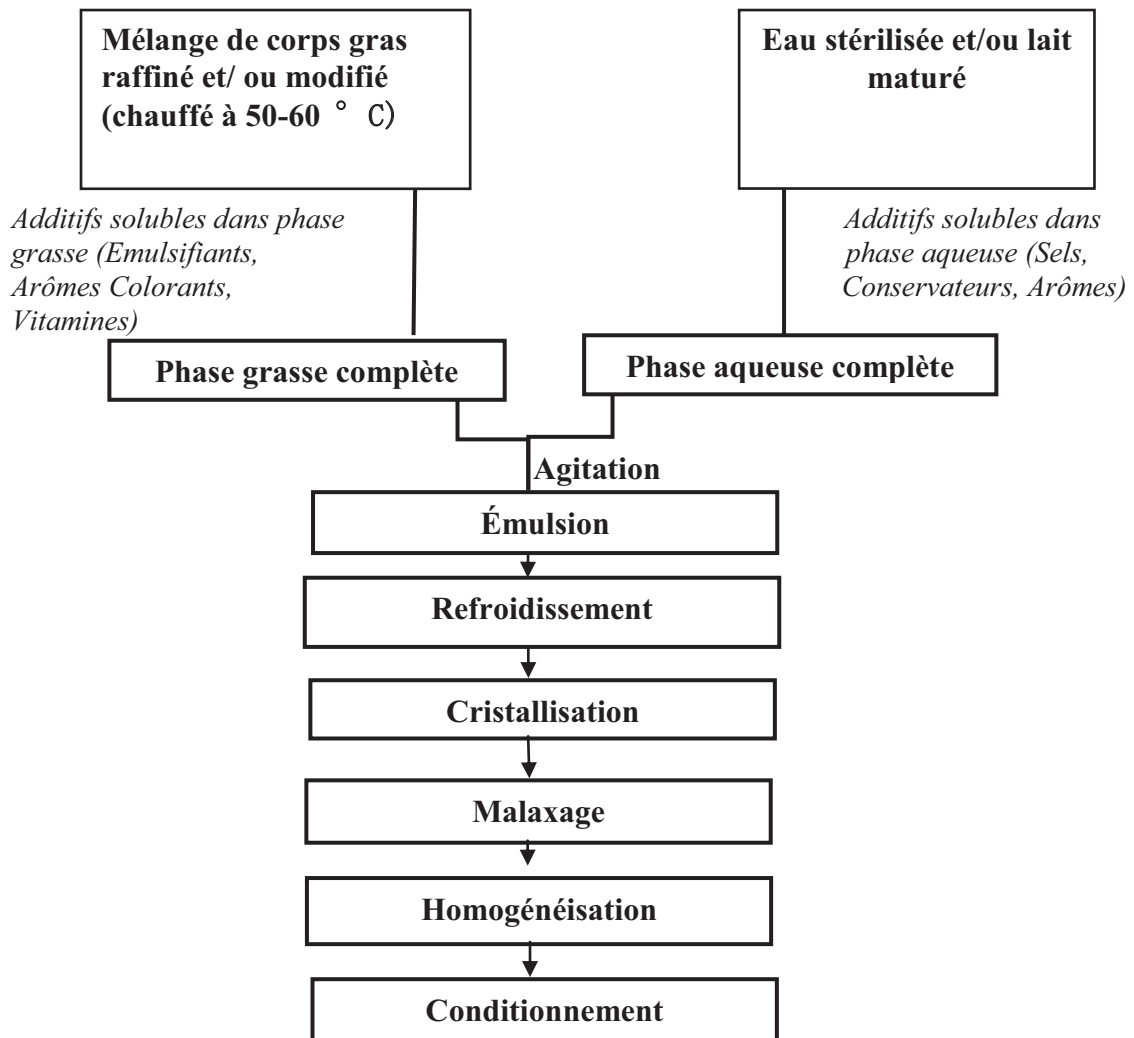 Mélange de corps gras
raffiné et/ ou modifié
(chauffé à 50-60 ° C)
Eau stérilisée et/ou lait
maturé
Additifs solubles dans phase
grasse (Emulsifiants,
Arômes Colorants,
Vitamines)
Additifs solubles dans
phase aqueuse (Sels,
Conservateurs, Arômes)
Phase grasse complète
Phase aqueuse complète
Agitation
Émulsion
Refroidissement
Cristallisation
Malaxage
Homogénéisation
Conditionnement